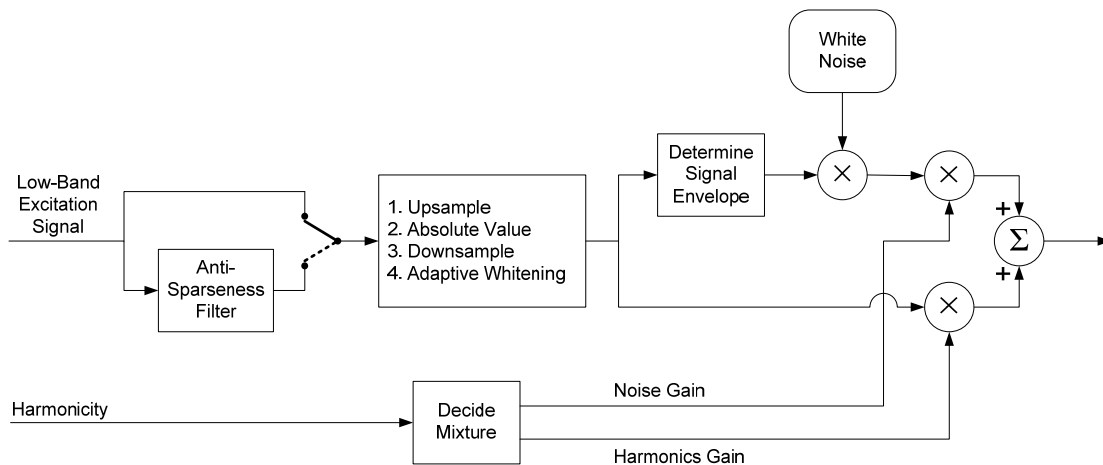 White
Noise
Determine
Signal
Envelope
×
×
Low-Band
Excitation
Signal
1. Upsample
2. Absolute Value
3. Downsample
4. Adaptive Whitening
+
Σ
+
Anti-
Sparseness
Filter
×
Noise Gain
Harmonicity
Decide
Mixture
Harmonics Gain